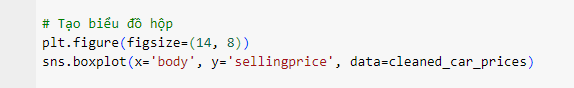 # Tạo biểu đồ hộp
plt.figure(figsize=(14, 8))
sns.boxplot(x='body', y='sellingprice', data=cleaned_car_prices)